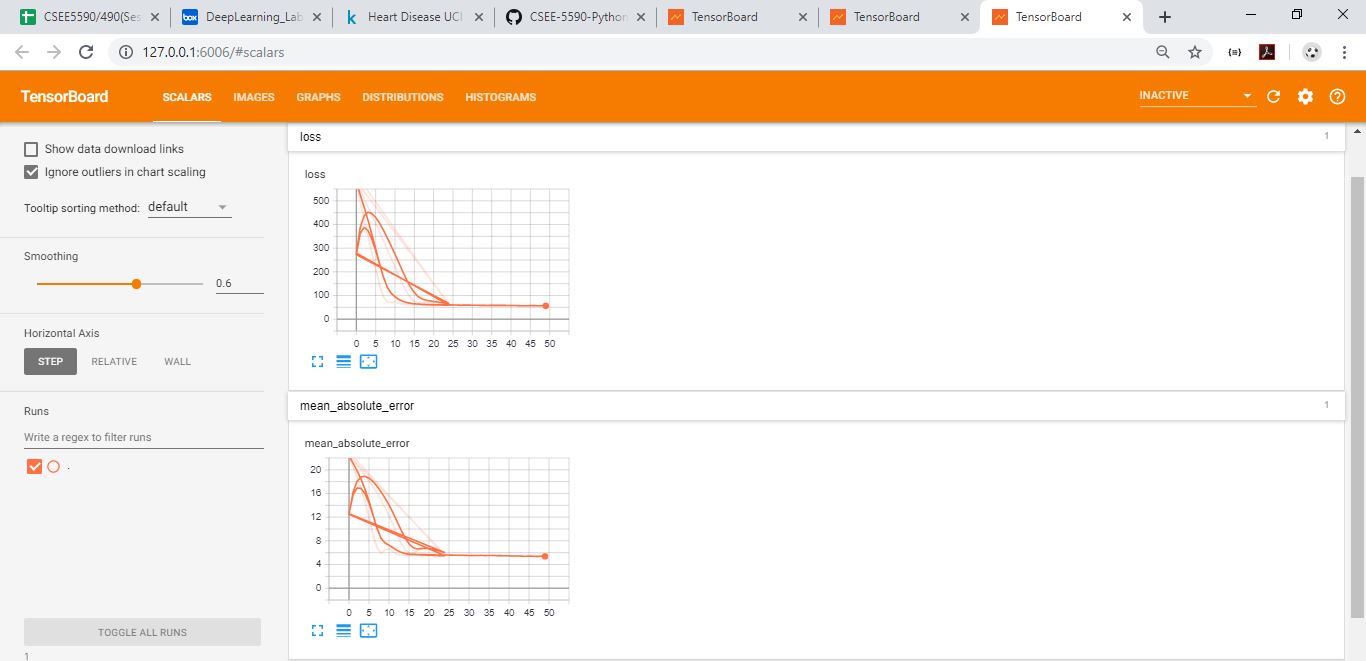 CSEE5590/490(Ses
DeepLearning_Lab
Heart Disease UCI
CSEE-5590-Python
TensorBoard
TensorBoard
TensorBoard
127.0.0.1:6006/#scalars
TensorBoard
SCALARS
IMAGES
GRAPHS
DISTRIBUTIONS
HISTOGRAMS
INACTIVE
Show data download links
Ignore outliers in chart scaling
Tooltip sorting method: default
Smoothing
0.6
Horizontal Axis
STEP
RELATIVE
WALL
Runs
Write a regex to filter runs
.
TOGGLE ALL RUNS
1
loss
1
loss
500
400
300
200
100
0
0 5 10 15 20 25 30 35 40 45 50
mean_absolute_error
1
mean_absolute_error
20
16
12
8
4
0
0 5 10 15 20 25 30 35 40 45 50